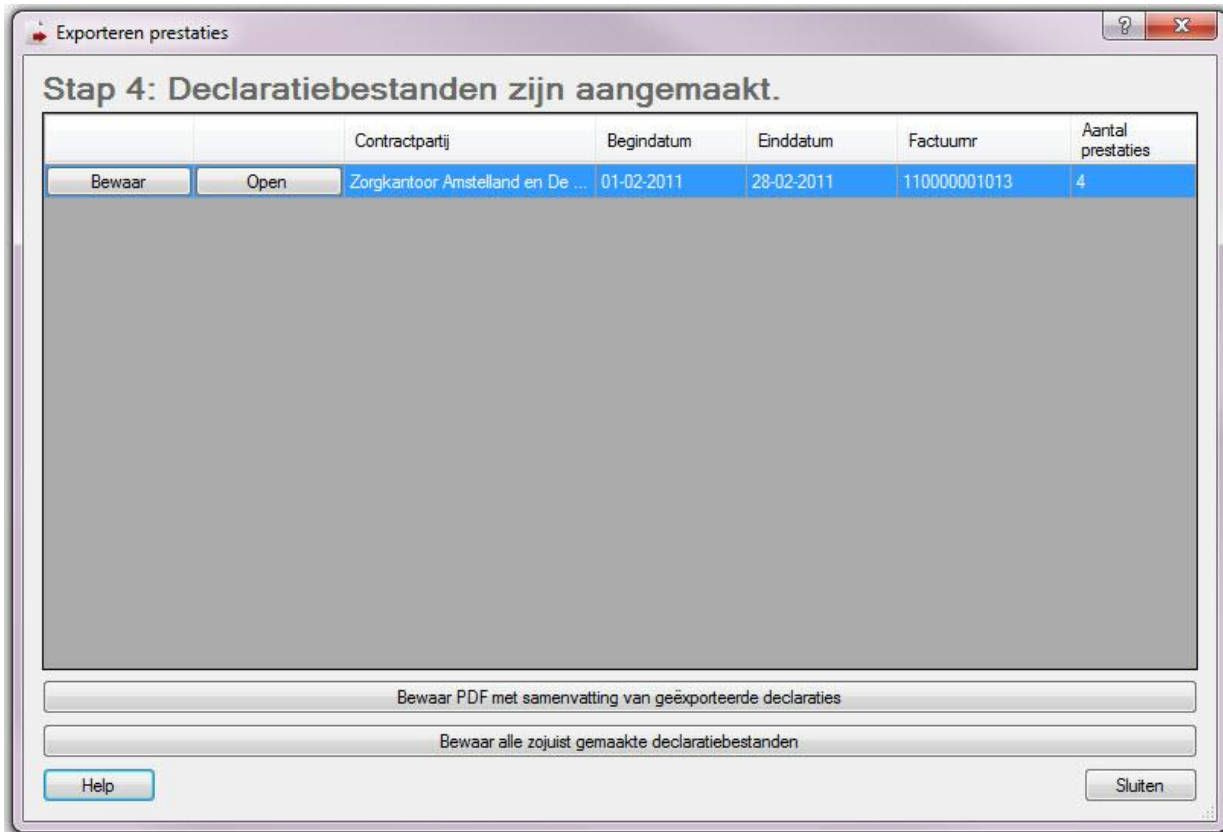 Exporteren prestaties
Stap 4: Declaratiebestanden zijn aangemaakt.
Contractpartij Begindatum Einddatum Factuurnr Aantal prestaties
Bewaar Open Zorgkantoor Amstelland en De ... 01-02-2011 28-02-2011 110000001013 4
Bewaar PDF met samenvatting van geëxporteerde declaraties
Bewaar alle zojuist gemaakte declaratiebestanden
Help Sluiten